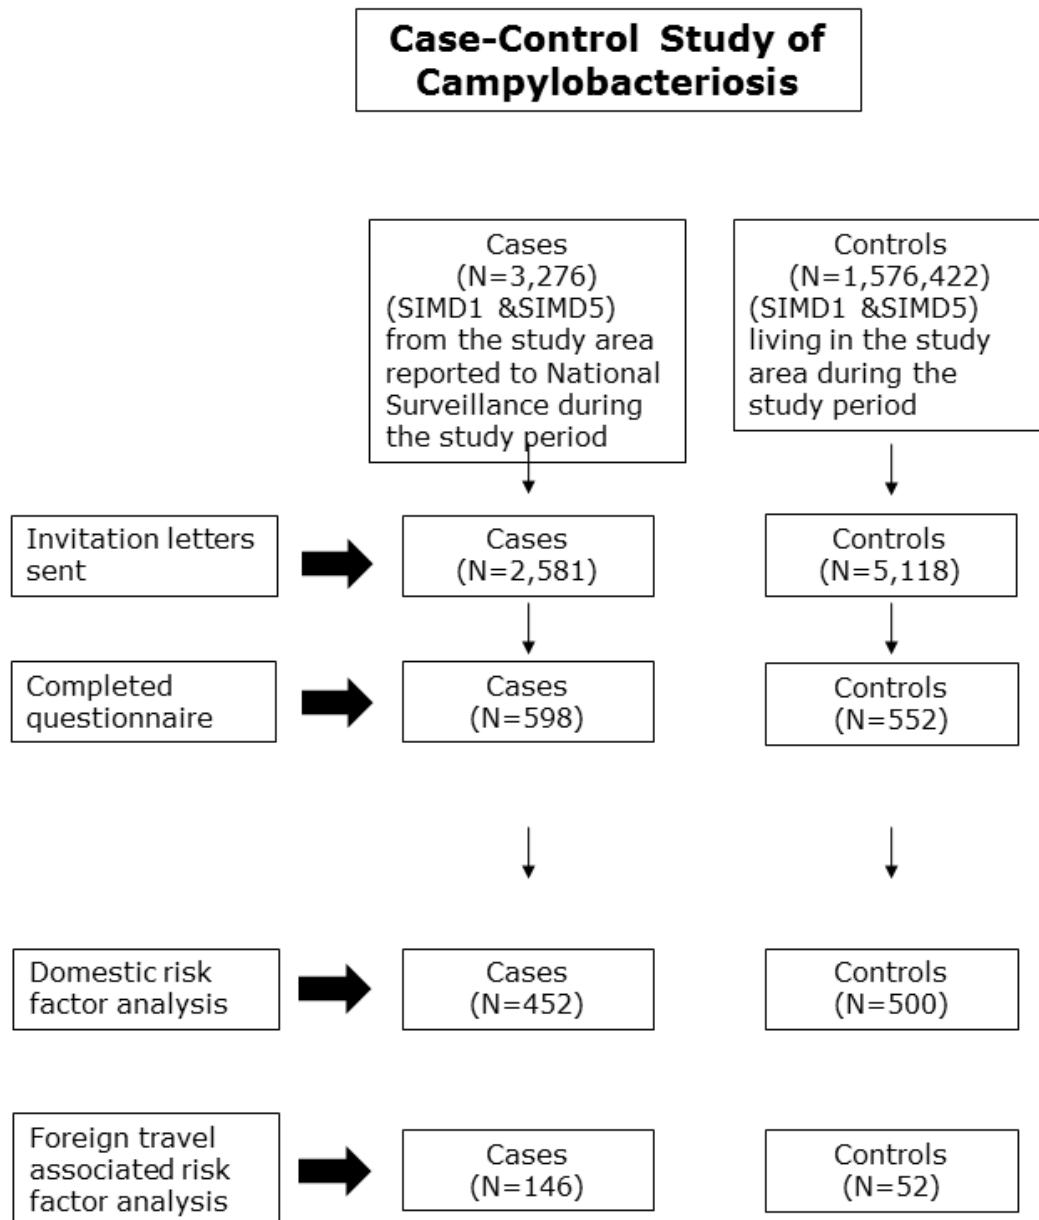 Case-Control Study of
Campylobacteriosis
Cases
(N=3,276)
(SIMD1 &SIMD5)
from the study area
reported to National
Surveillance during
the study period
Controls
(N=1,576,422)
(SIMD1 &SIMD5)
living in the study
area during the
study period
Invitation letters
sent
Cases
(N=2,581)
Controls
(N=5,118)
Completed
questionnaire
Cases
(N=598)
Controls
(N=552)
Domestic risk
factor analysis
Cases
(N=452)
Controls
(N=500)
Foreign travel
associated risk
factor analysis
Cases
(N=146)
Controls
(N=52)